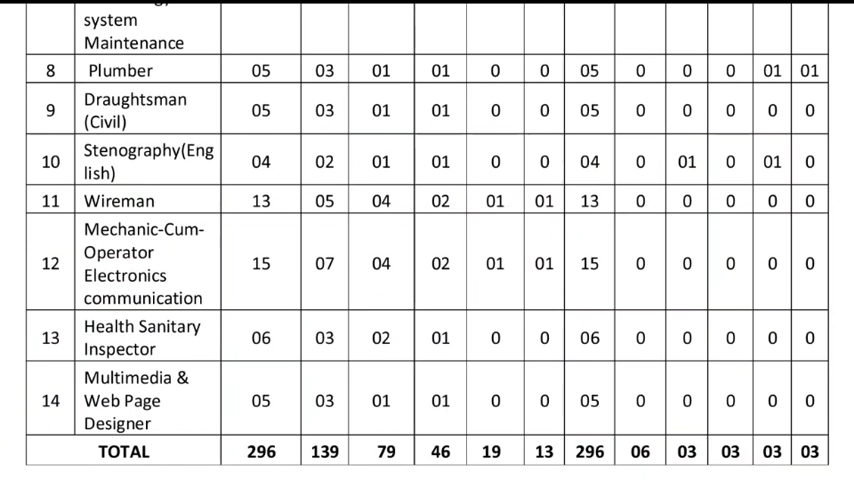 system
Maintenance
8 Plumber 05 03 01 01 0 0 05 0 0 0 01 01
9 Draughtsman (Civil) 05 03 01 01 0 0 05 0 0 0 0 0
10 Stenography(Eng lish) 04 02 01 01 0 0 04 0 01 0 01 0
11 Wireman 13 05 04 02 01 01 13 0 0 0 0 0
12 Mechanic-Cum- Operator Electronics communication 15 07 04 02 01 01 15 0 0 0 0 0
13 Health Sanitary Inspector 06 03 02 01 0 0 06 0 0 0 0 0
14 Multimedia & Web Page Designer 05 03 01 01 0 0 05 0 0 0 0 0
TOTAL 296 139 79 46 19 13 296 06 03 03 03 03